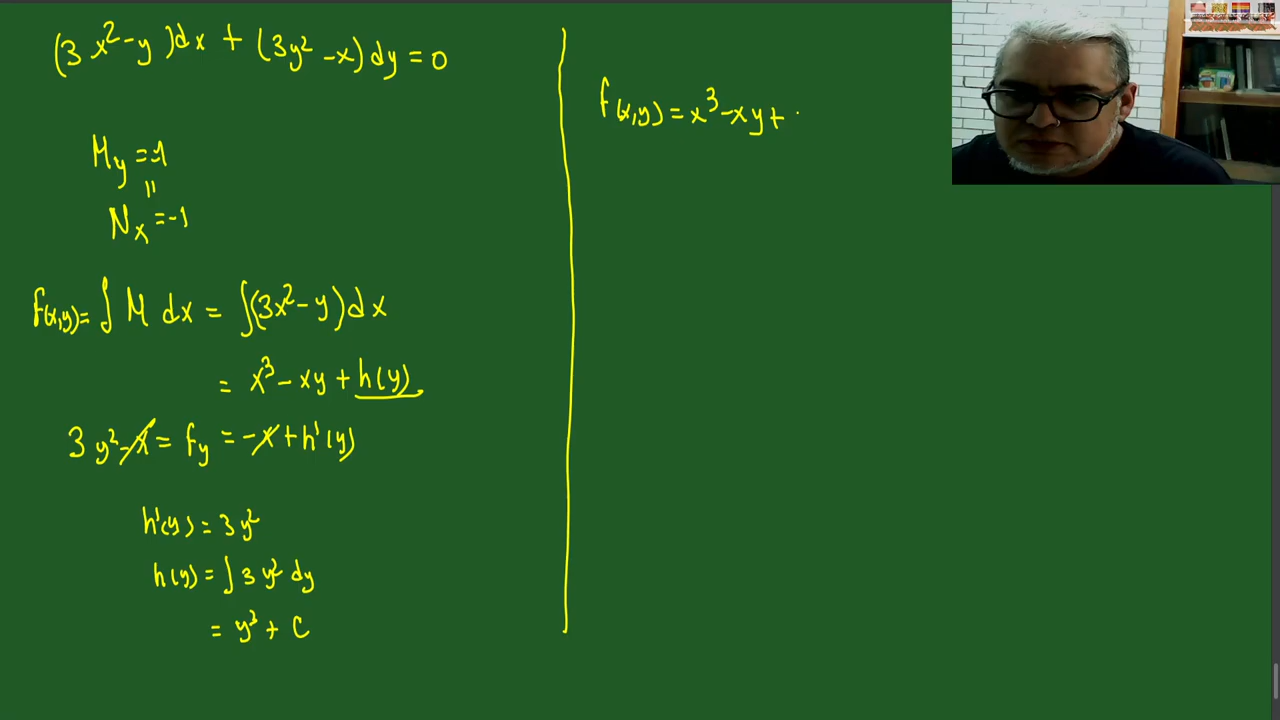 (3x²-y)dx + (3y²-x)dy=0
My =-1
||
Nx =-1
f(x,y)= ∫ M dx = ∫(3x²-y)dx
= x³-xy+h(y)
3y²-x= fy =-x+h'(y)
h'(y)=3y²
h(y)=∫3y² dy
= y³+ C
f(x,y)=x³-xy+